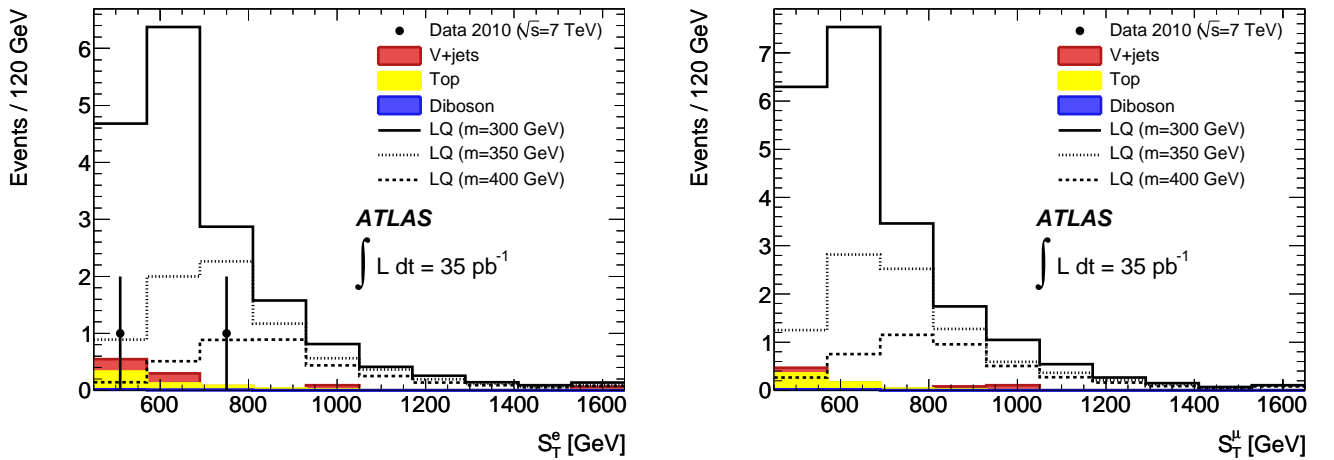 Events / 120 GeV
6
5
4
3
2
1
0
600 800 1000 1200 1400 1600
S_T^e [GeV]
Data 2010 (√s=7 TeV)
V+jets
Top
Diboson
LQ (m=300 GeV)
LQ (m=350 GeV)
LQ (m=400 GeV)
ATLAS
∫ L dt = 35 pb⁻¹
Events / 120 GeV
7
6
5
4
3
2
1
0
600 800 1000 1200 1400 1600
S_T^μ [GeV]
Data 2010 (√s=7 TeV)
V+jets
Top
Diboson
LQ (m=300 GeV)
LQ (m=350 GeV)
LQ (m=400 GeV)
ATLAS
∫ L dt = 35 pb⁻¹